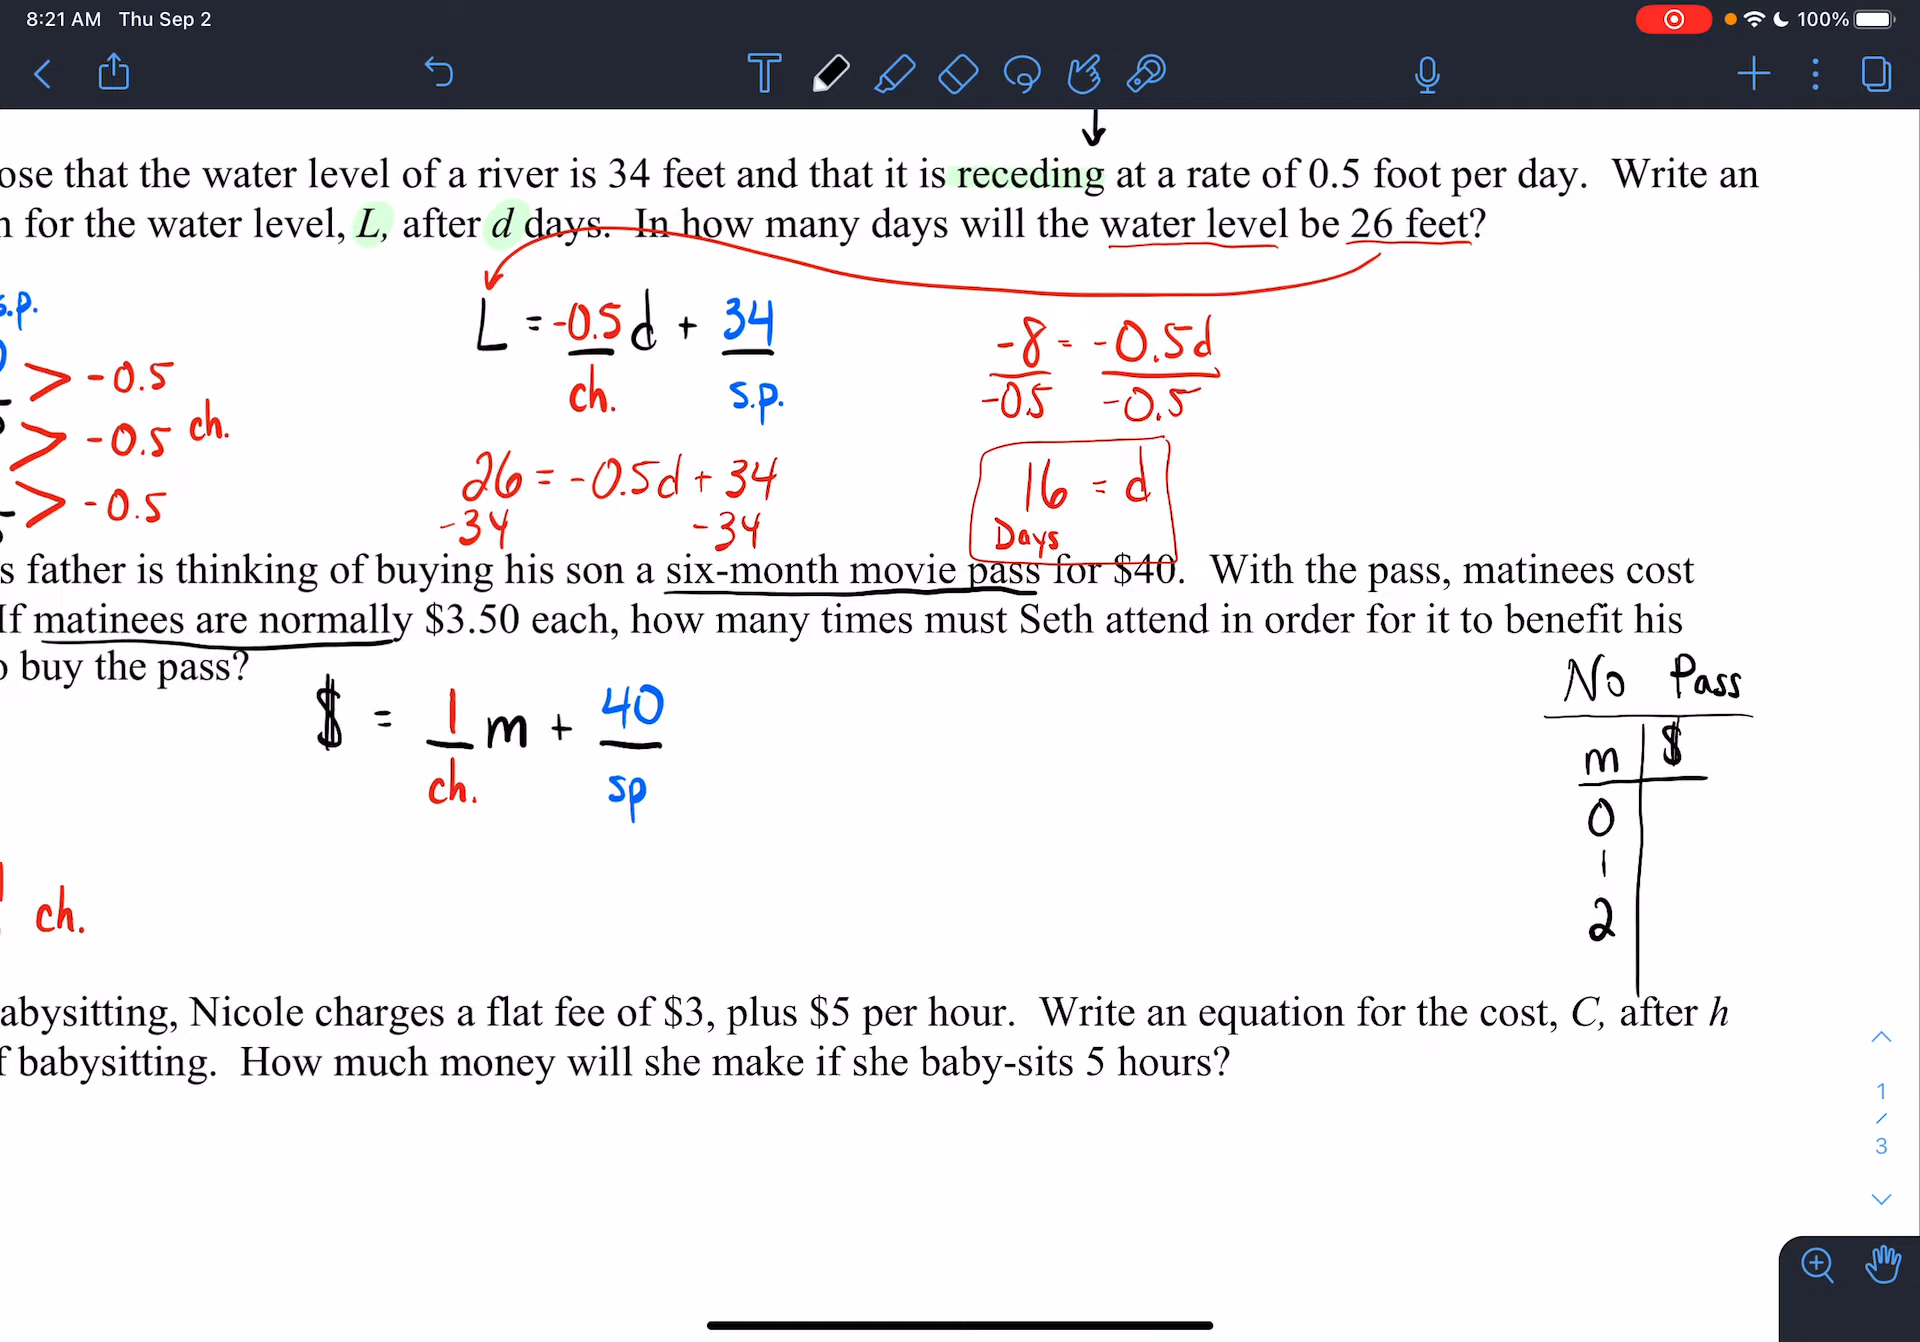 8:21 AM Thu Sep 2
100%
ose that the water level of a river is 34 feet and that it is receding at a rate of 0.5 foot per day. Write an
n for the water level, L, after d days. In how many days will the water level be 26 feet?
s.p.
> -0.5
> -0.5 ch.
> -0.5
L = -0.5 d + 34
ch. s.p.
26 = -0.5d + 34
-34 -34
-8 = -0.5d
-05 -0.5
16 = d
Days
s father is thinking of buying his son a six-month movie pass for $40. With the pass, matinees cost
If matinees are normally $3.50 each, how many times must Seth attend in order for it to benefit his
o buy the pass?
$ = 1 m + 40
ch. sp
ch.
No Pass
m $
0
1
2
abysitting, Nicole charges a flat fee of $3, plus $5 per hour. Write an equation for the cost, C, after h
f babysitting. How much money will she make if she baby-sits 5 hours?
1
/
3